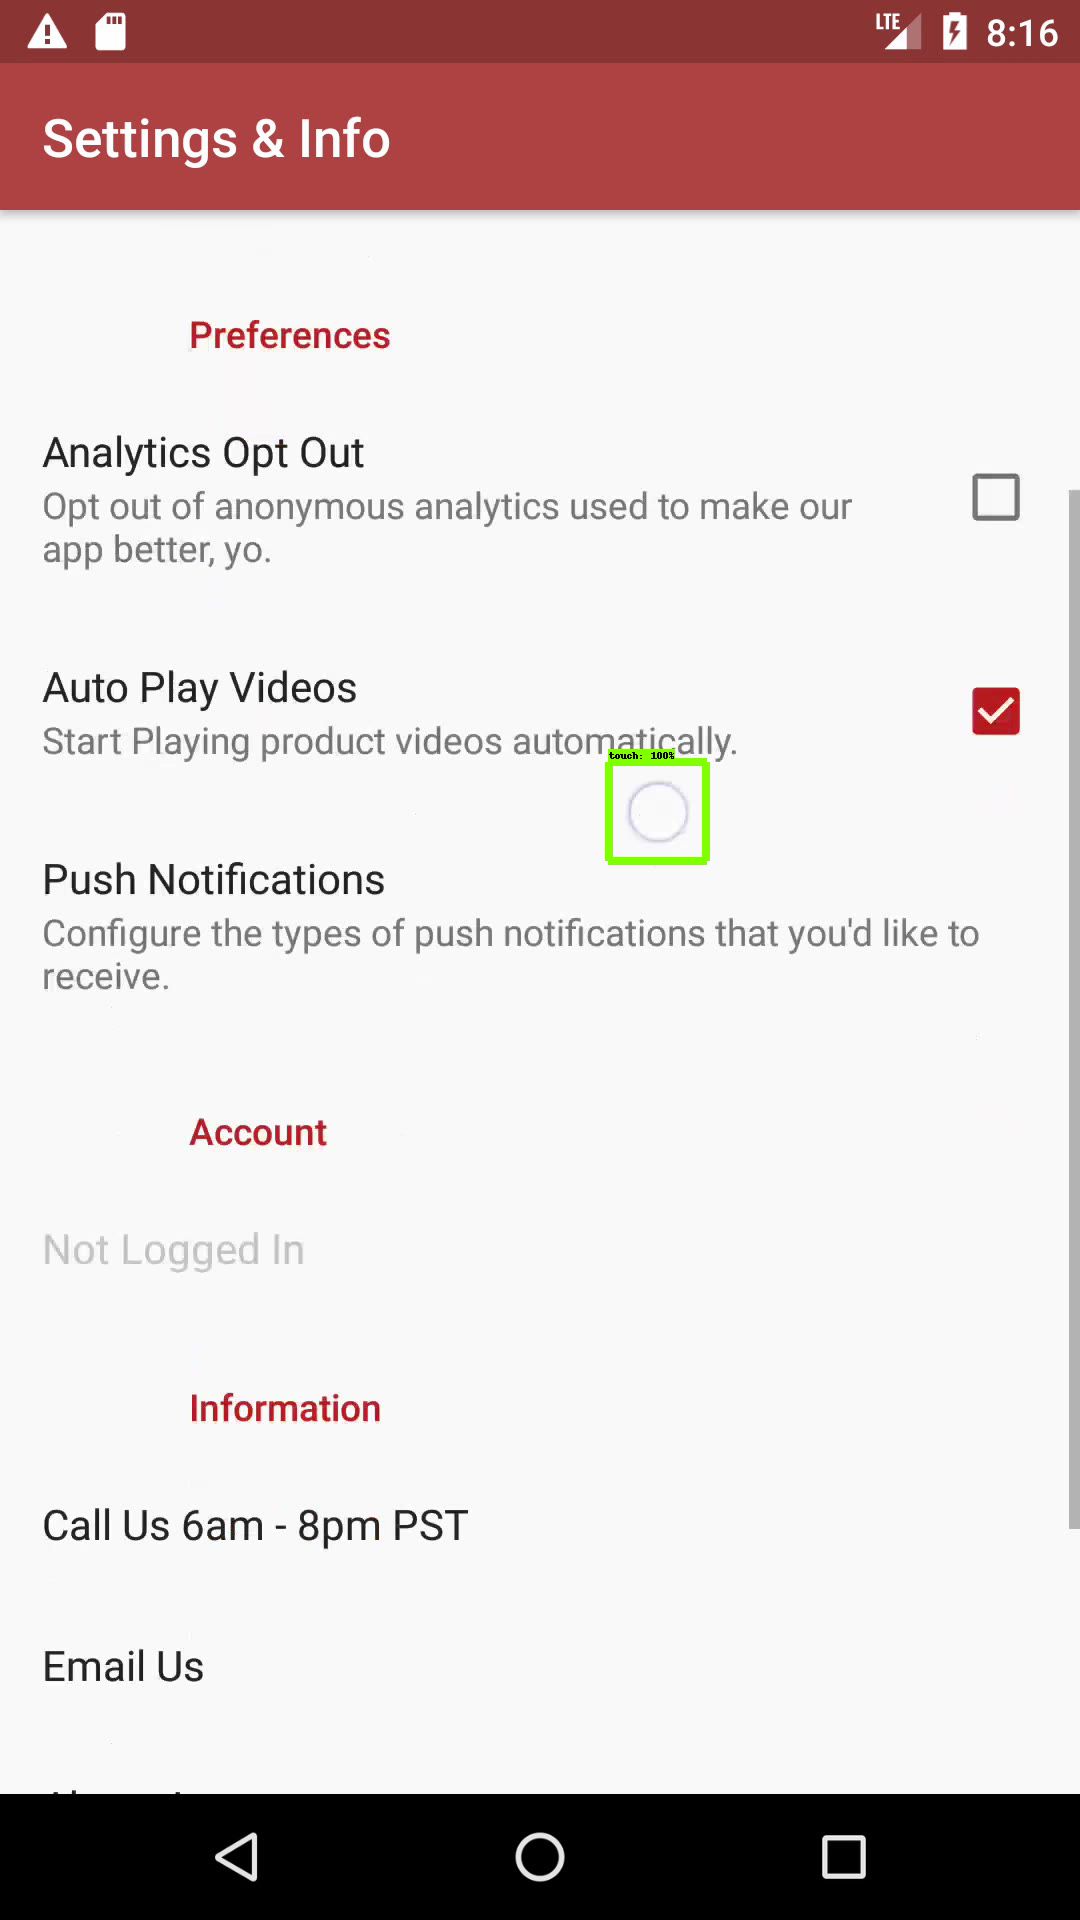 LTE 8:16
Settings & Info
Preferences
Analytics Opt Out
Opt out of anonymous analytics used to make our
app better, yo.
Auto Play Videos
Start Playing product videos automatically.
touch: 100%
Push Notifications
Configure the types of push notifications that you'd like to
receive.
Account
Not Logged In
Information
Call Us 6am - 8pm PST
Email Us